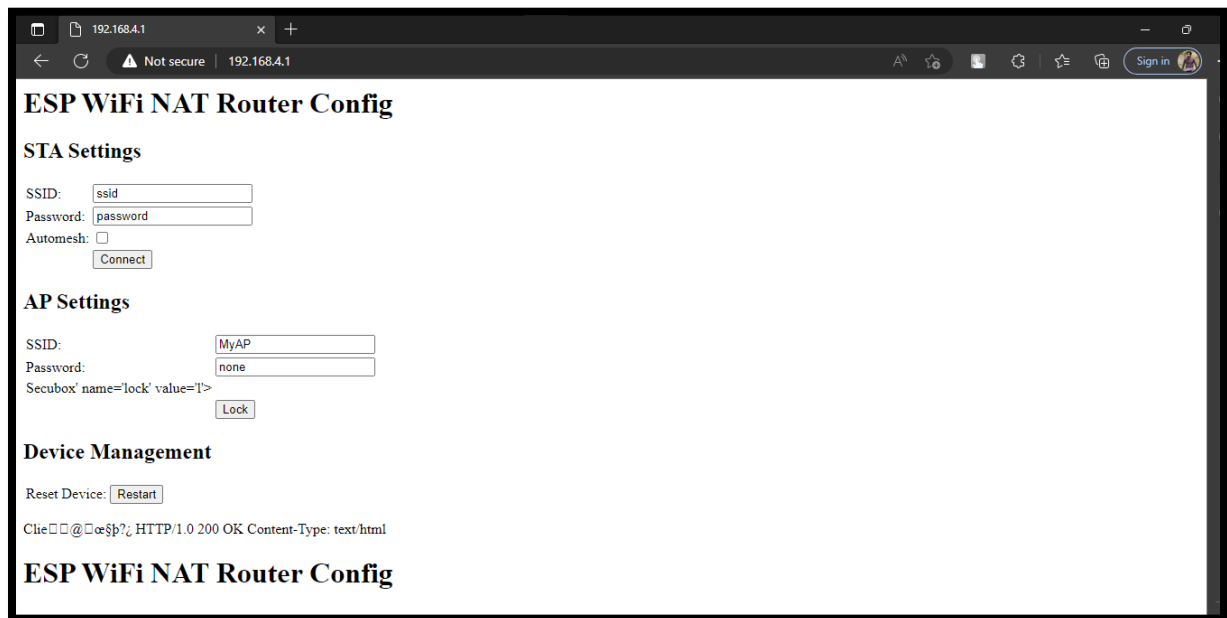 192.168.4.1
Not secure 192.168.4.1
Sign in
ESP WiFi NAT Router Config
STA Settings
SSID: ssid
Password: password
Automesh:
Connect
AP Settings
SSID: MyAP
Password: none
Secubox' name='lock' value='l'>
Lock
Device Management
Reset Device: Restart
Clie□□@□œ§þ?¿ HTTP/1.0 200 OK Content-Type: text/html
ESP WiFi NAT Router Config